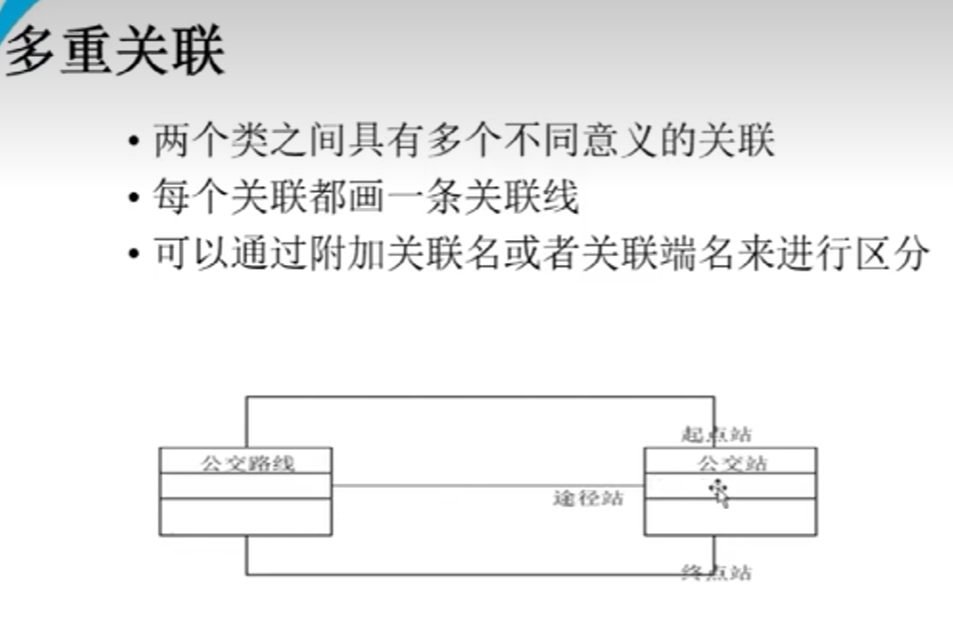 多重关联
• 两个类之间具有多个不同意义的关联
• 每个关联都画一条关联线
• 可以通过附加关联名或者关联端名来进行区分
起点站
公交路线
公交站
途径站
终点站